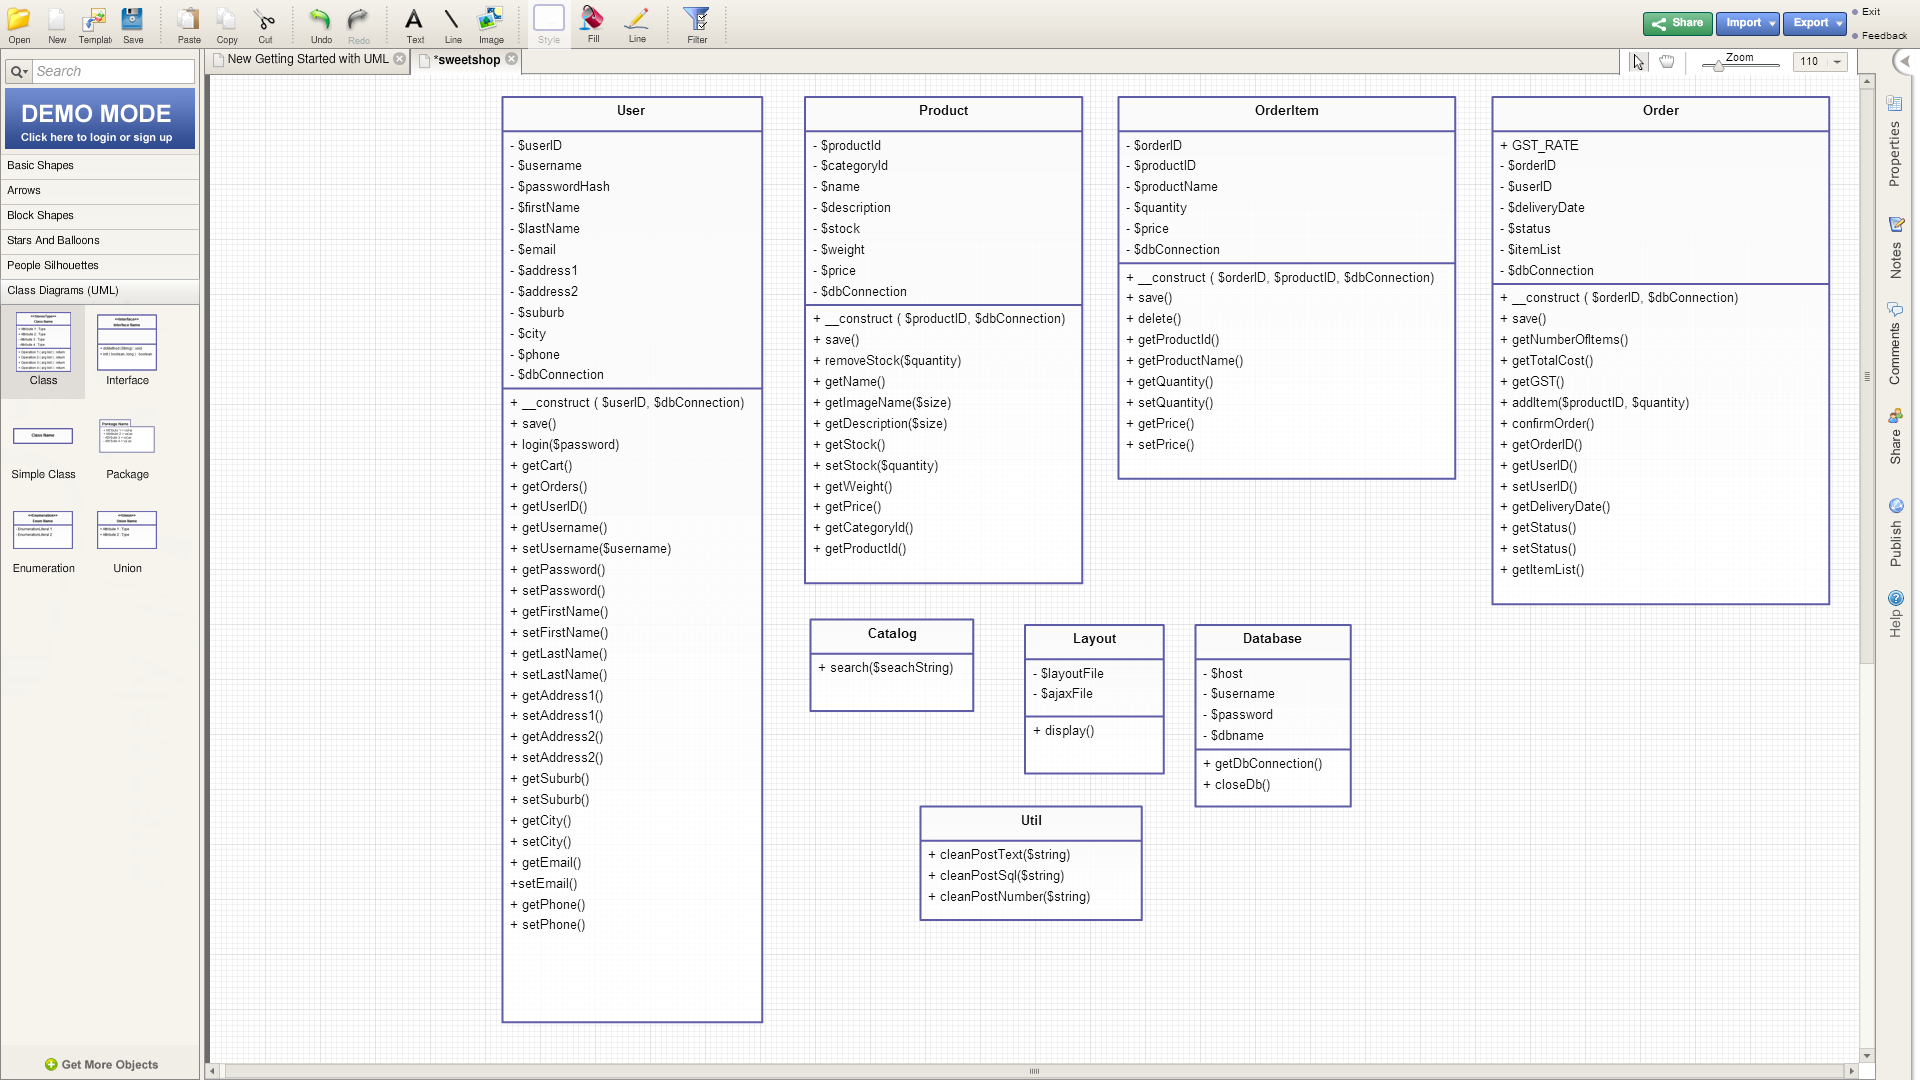 Open
New
Templat
Save
Paste
Copy
Cut
Undo
Redo
Text
Line
Image
Style
Fill
Line
Filter
Share
Import
Export
Exit
Feedback
New Getting Started with UML
*sweetshop
Zoom
110
Search
DEMO MODE
Click here to login or sign up
Basic Shapes
Arrows
Block Shapes
Stars And Balloons
People Silhouettes
Class Diagrams (UML)
Class
Interface
Simple Class
Package
Enumeration
Union
Get More Objects
User
- $userID
- $username
- $passwordHash
- $firstName
- $lastName
- $email
- $address1
- $address2
- $suburb
- $city
- $phone
- $dbConnection
+ __construct ( $userID, $dbConnection)
+ save()
+ login($password)
+ getCart()
+ getOrders()
+ getUserID()
+ getUsername()
+ setUsername($username)
+ getPassword()
+ setPassword()
+ getFirstName()
+ setFirstName()
+ getLastName()
+ setLastName()
+ getAddress1()
+ setAddress1()
+ getAddress2()
+ setAddress2()
+ getSuburb()
+ setSuburb()
+ getCity()
+ setCity()
+ getEmail()
+setEmail()
+ getPhone()
+ setPhone()
Product
- $productId
- $categoryId
- $name
- $description
- $stock
- $weight
- $price
- $dbConnection
+ __construct ( $productID, $dbConnection)
+ save()
+ removeStock($quantity)
+ getName()
+ getImageName($size)
+ getDescription($size)
+ getStock()
+ setStock($quantity)
+ getWeight()
+ getPrice()
+ getCategoryId()
+ getProductId()
OrderItem
- $orderID
- $productID
- $productName
- $quantity
- $price
- $dbConnection
+ __construct ( $orderID, $productID, $dbConnection)
+ save()
+ delete()
+ getProductId()
+ getProductName()
+ getQuantity()
+ setQuantity()
+ getPrice()
+ setPrice()
Order
+ GST_RATE
- $orderID
- $userID
- $deliveryDate
- $status
- $itemList
- $dbConnection
+ __construct ( $orderID, $dbConnection)
+ save()
+ getNumberOfItems()
+ getTotalCost()
+ getGST()
+ addItem($productID, $quantity)
+ confirmOrder()
+ getOrderID()
+ getUserID()
+ setUserID()
+ getDeliveryDate()
+ getStatus()
+ setStatus()
+ getItemList()
Catalog
+ search($seachString)
Layout
- $layoutFile
- $ajaxFile
+ display()
Database
- $host
- $username
- $password
- $dbname
+ getDbConnection()
+ closeDb()
Util
+ cleanPostText($string)
+ cleanPostSql($string)
+ cleanPostNumber($string)
Properties
Notes
Comments
Share
Publish
Help